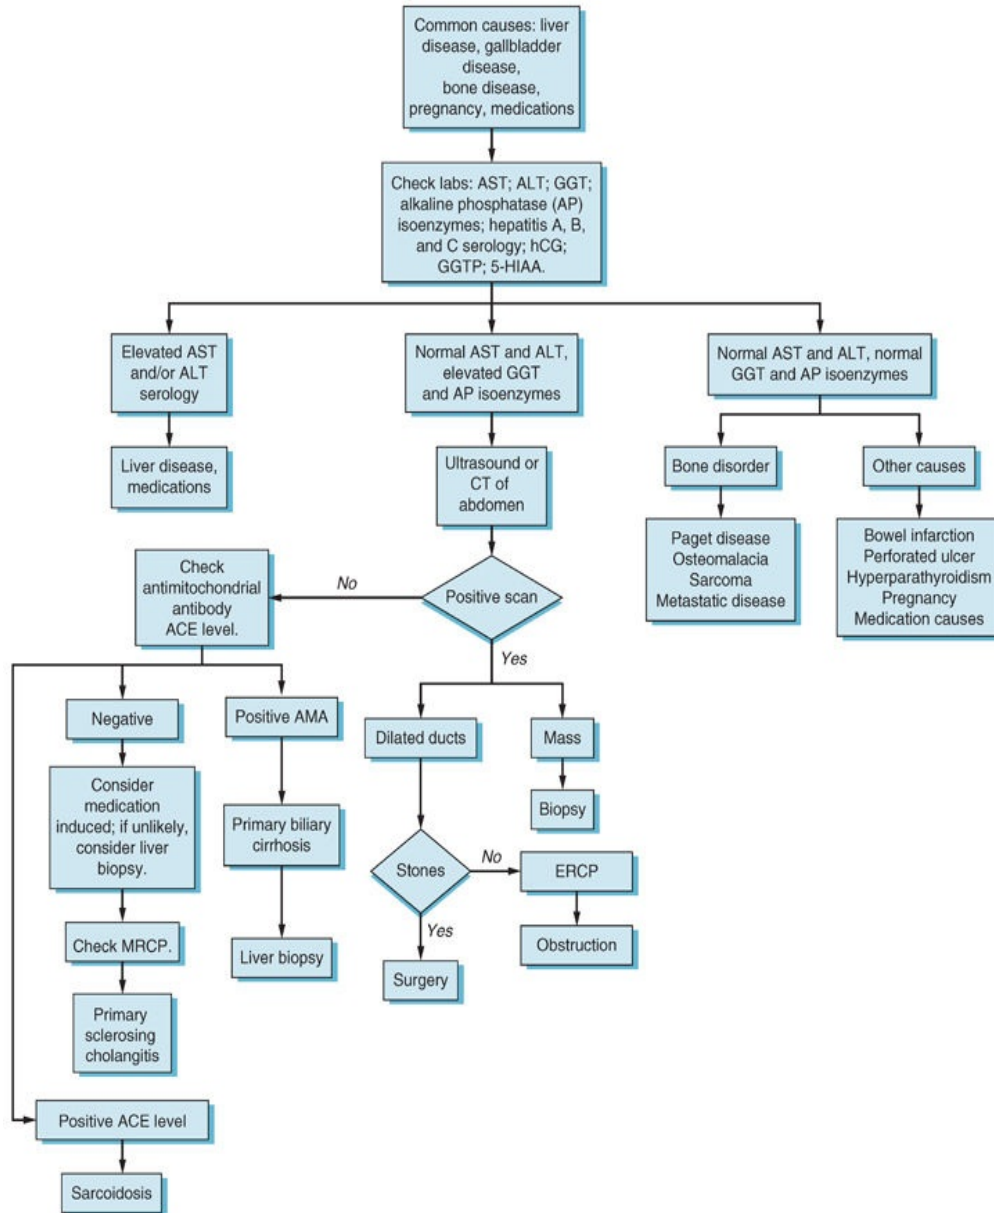 Common causes: liver
disease, gallbladder
disease,
bone disease,
pregnancy, medications
Check labs: AST; ALT; GGT;
alkaline phosphatase (AP)
isoenzymes; hepatitis A, B,
and C serology; hCG;
GGTP; 5-HIAA.
Elevated AST
and/or ALT
serology
Normal AST and ALT,
elevated GGT
and AP isoenzymes
Normal AST and ALT, normal
GGT and AP isoenzymes
Liver disease,
medications
Ultrasound or
CT of
abdomen
Bone disorder
Other causes
Paget disease
Osteomalacia
Sarcoma
Metastatic disease
Bowel infarction
Perforated ulcer
Hyperparathyroidism
Pregnancy
Medication causes
Check
antimitochondrial
antibody
ACE level.
No
Positive scan
Yes
Negative
Positive AMA
Dilated ducts
Mass
Consider
medication
induced; if unlikely,
consider liver
biopsy.
Primary biliary
cirrhosis
Biopsy
Stones
No
ERCP
Yes
Obstruction
Check MRCP.
Liver biopsy
Surgery
Primary
sclerosing
cholangitis
Positive ACE level
Sarcoidosis